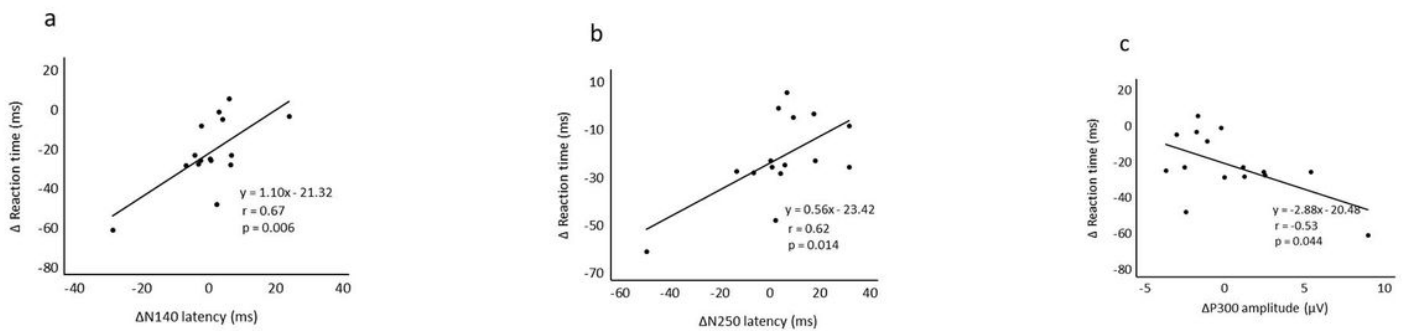 a
20
0
-20
-40
-60
-80
Δ Reaction time (ms)
y = 1.10x - 21.32
r = 0.67
p = 0.006
-40 -20 0 20 40
ΔN140 latency (ms)
b
10
-10
-30
-50
-70
Δ Reaction time (ms)
y = 0.56x - 23.42
r = 0.62
p = 0.014
-60 -40 -20 0 20 40
ΔN250 latency (ms)
c
20
0
-20
-40
-60
-80
Δ Reaction time (ms)
y = -2.88x - 20.48
r = -0.53
p = 0.044
-5 0 5 10
ΔP300 amplitude (μV)